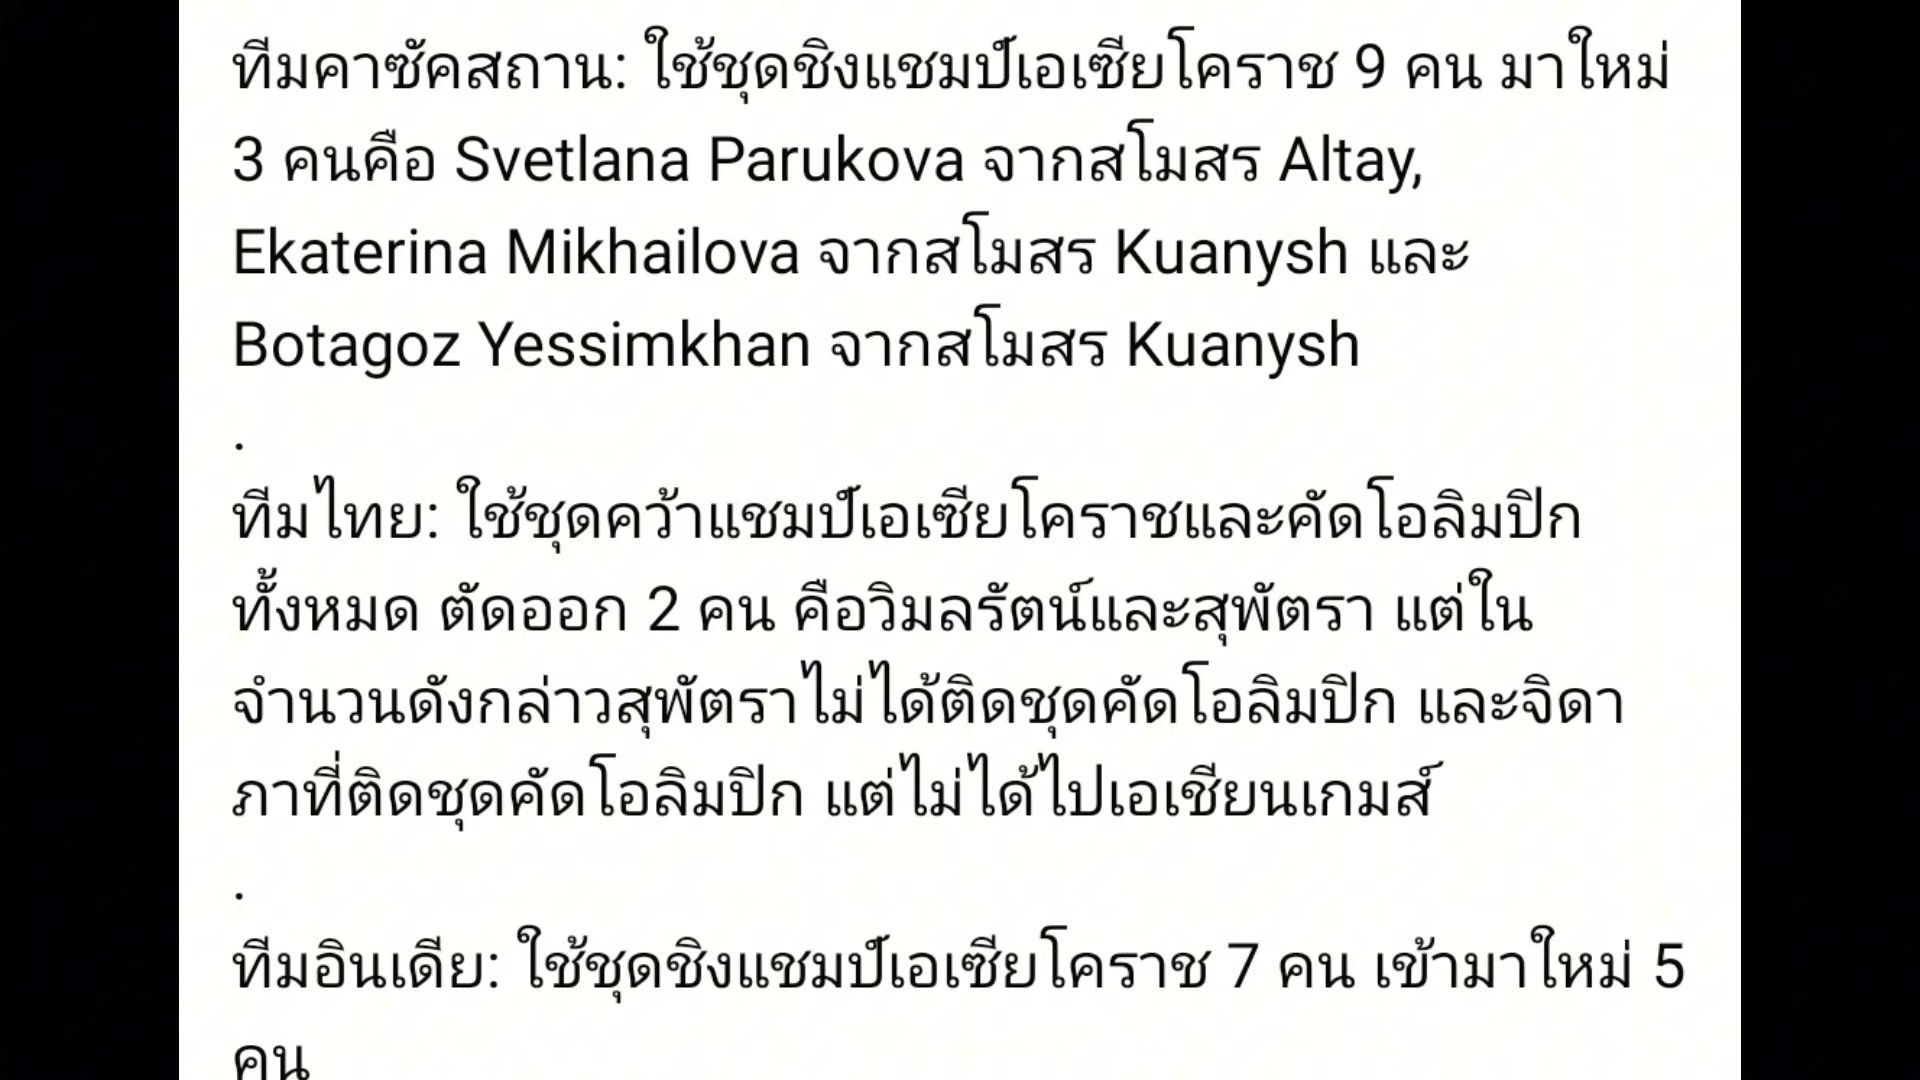 ทีมคาซัคสถาน: ใช้ชุดชิงแชมป์เอเซียโคราช 9 คน มาใหม่
3 คนคือ Svetlana Parukova จากสโมสร Altay,
Ekaterina Mikhailova จากสโมสร Kuanysh และ
Botagoz Yessimkhan จากสโมสร Kuanysh
.
ทีมไทย: ใช้ชุดคว้าแชมป์เอเซียโคราชและคัดโอลิมปิก
ทั้งหมด ตัดออก 2 คน คือวิมลรัตน์และสุพัตรา แต่ใน
จำนวนดังกล่าวสุพัตราไม่ได้ติดชุดคัดโอลิมปิก และจิดา
ภาที่ติดชุดคัดโอลิมปิก แต่ไม่ได้ไปเอเชียนเกมส์
.
ทีมอินเดีย: ใช้ชุดชิงแชมป์เอเซียโคราช 7 คน เข้ามาใหม่ 5
คน